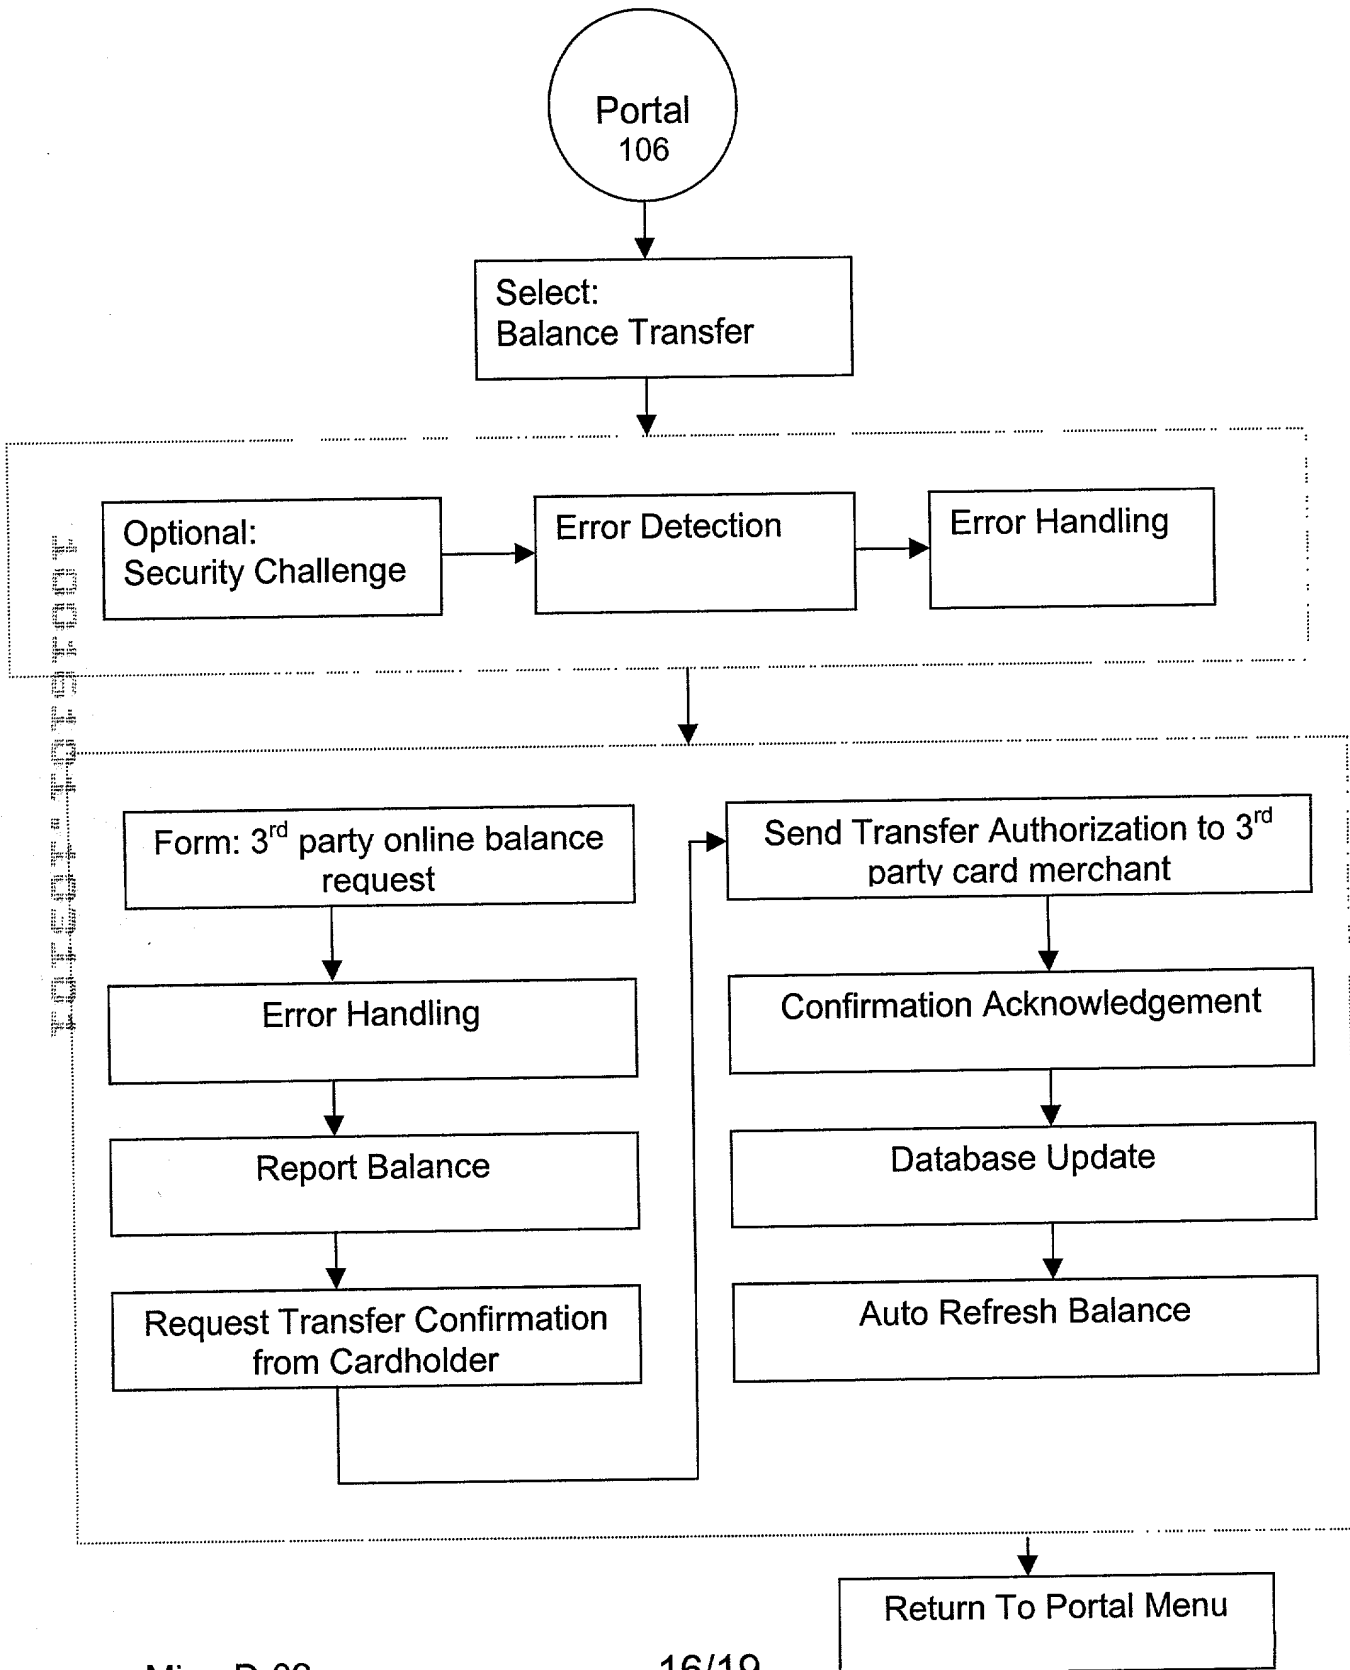 Portal
106
Select:
Balance Transfer
Optional:
Security Challenge
Error Detection
Error Handling
Form: 3rd party online balance
request
Error Handling
Report Balance
Request Transfer Confirmation
from Cardholder
Send Transfer Authorization to 3rd
party card merchant
Confirmation Acknowledgement
Database Update
Auto Refresh Balance
Return To Portal Menu
16/19